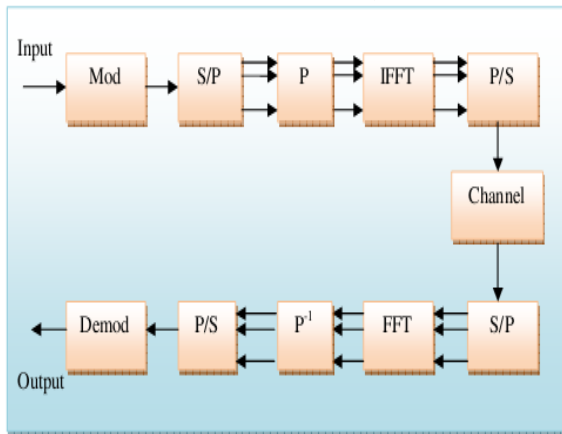 Input
Mod
S/P
P
IFFT
P/S
Channel
S/P
FFT
P⁻¹
P/S
Demod
Output